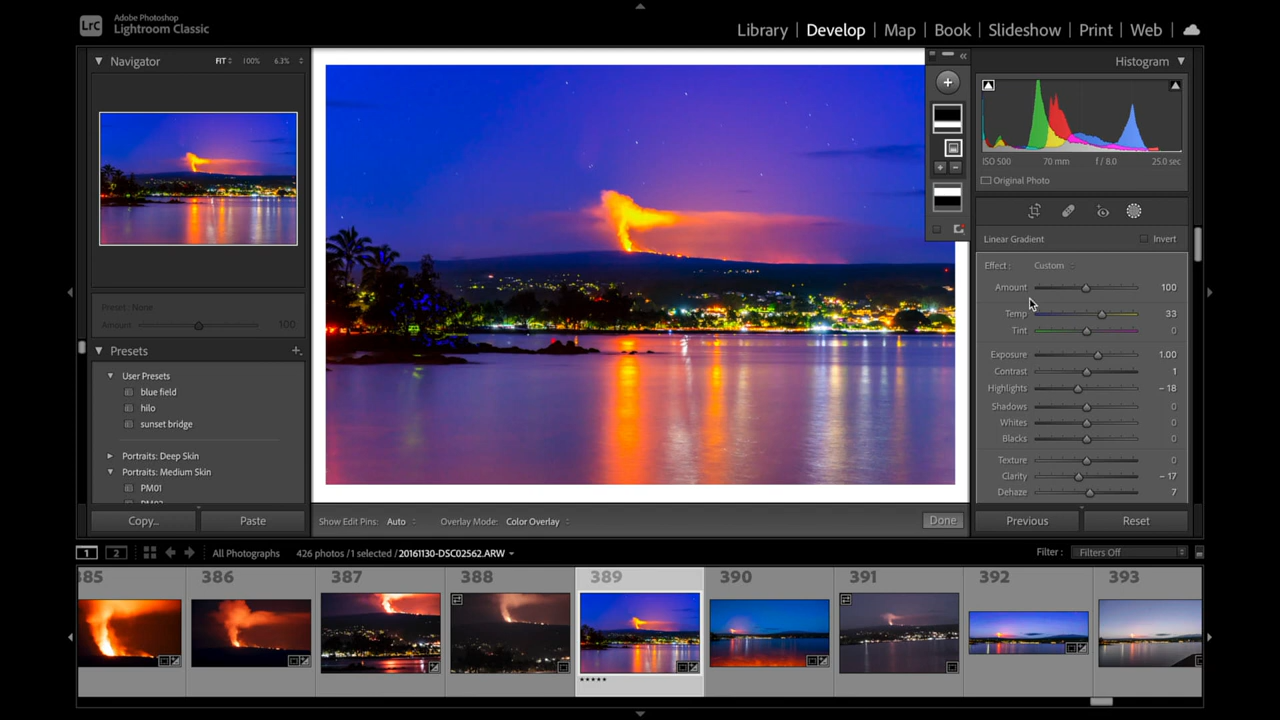 LrC
Adobe Photoshop
Lightroom Classic
Library | Develop | Map | Book | Slideshow | Print | Web
Navigator FIT 100% 6.3%
Histogram
ISO 500 70 mm f / 8.0 25.0 sec
Original Photo
Linear Gradient Invert
Effect : Custom
Amount 100
Temp 33
Tint 0
Exposure 1.00
Contrast 1
Highlights – 18
Shadows 0
Whites 0
Blacks 0
Texture 0
Clarity – 17
Dehaze 7
Preset: None
Amount 100
Presets
User Presets
blue field
hilo
sunset bridge
Portraits: Deep Skin
Portraits: Medium Skin
PM01
Copy... Paste
Show Edit Pins: Auto Overlay Mode: Color Overlay Done
Previous Reset
1 2 All Photographs 426 photos / 1 selected / 20161130-DSC02562.ARW Filter : Filters Off
385 386 387 388 389 390 391 392 393